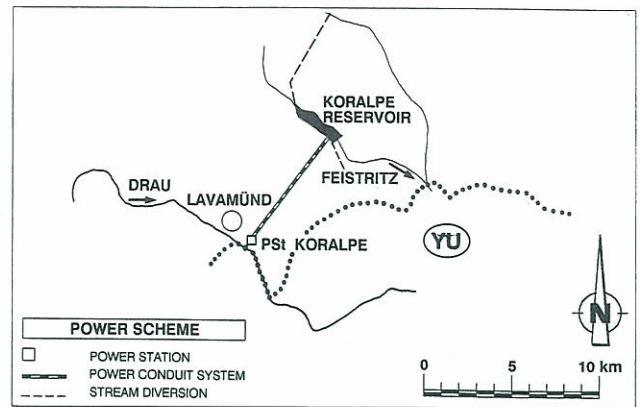 KORALPE
RESERVOIR
FEISTRITZ
DRAU
LAVAMÜND
PSt KORALPE
YU
POWER SCHEME
POWER STATION
POWER CONDUIT SYSTEM
STREAM DIVERSION
N
0 5 10 km